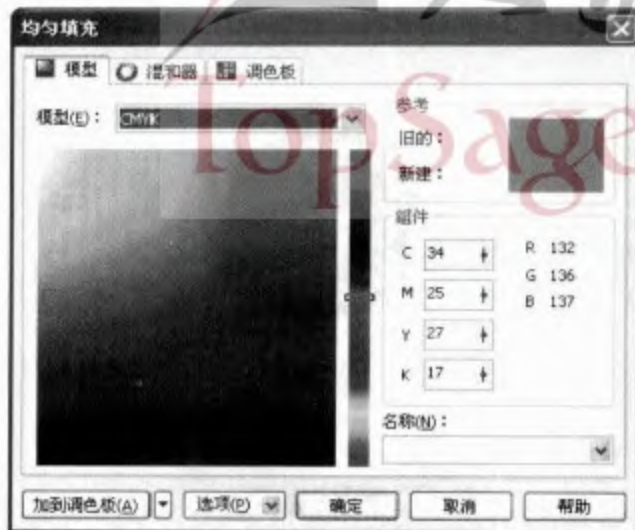 均匀填充
模型 混和器 调色板
模型(E)： CMYK
参考
旧的：
新建：
组件
C 34 R 132
M 25 G 136
Y 27 B 137
K 17
名称(N)：
加到调色板(A) 选项(P) 确定 取消 帮助
TopSage